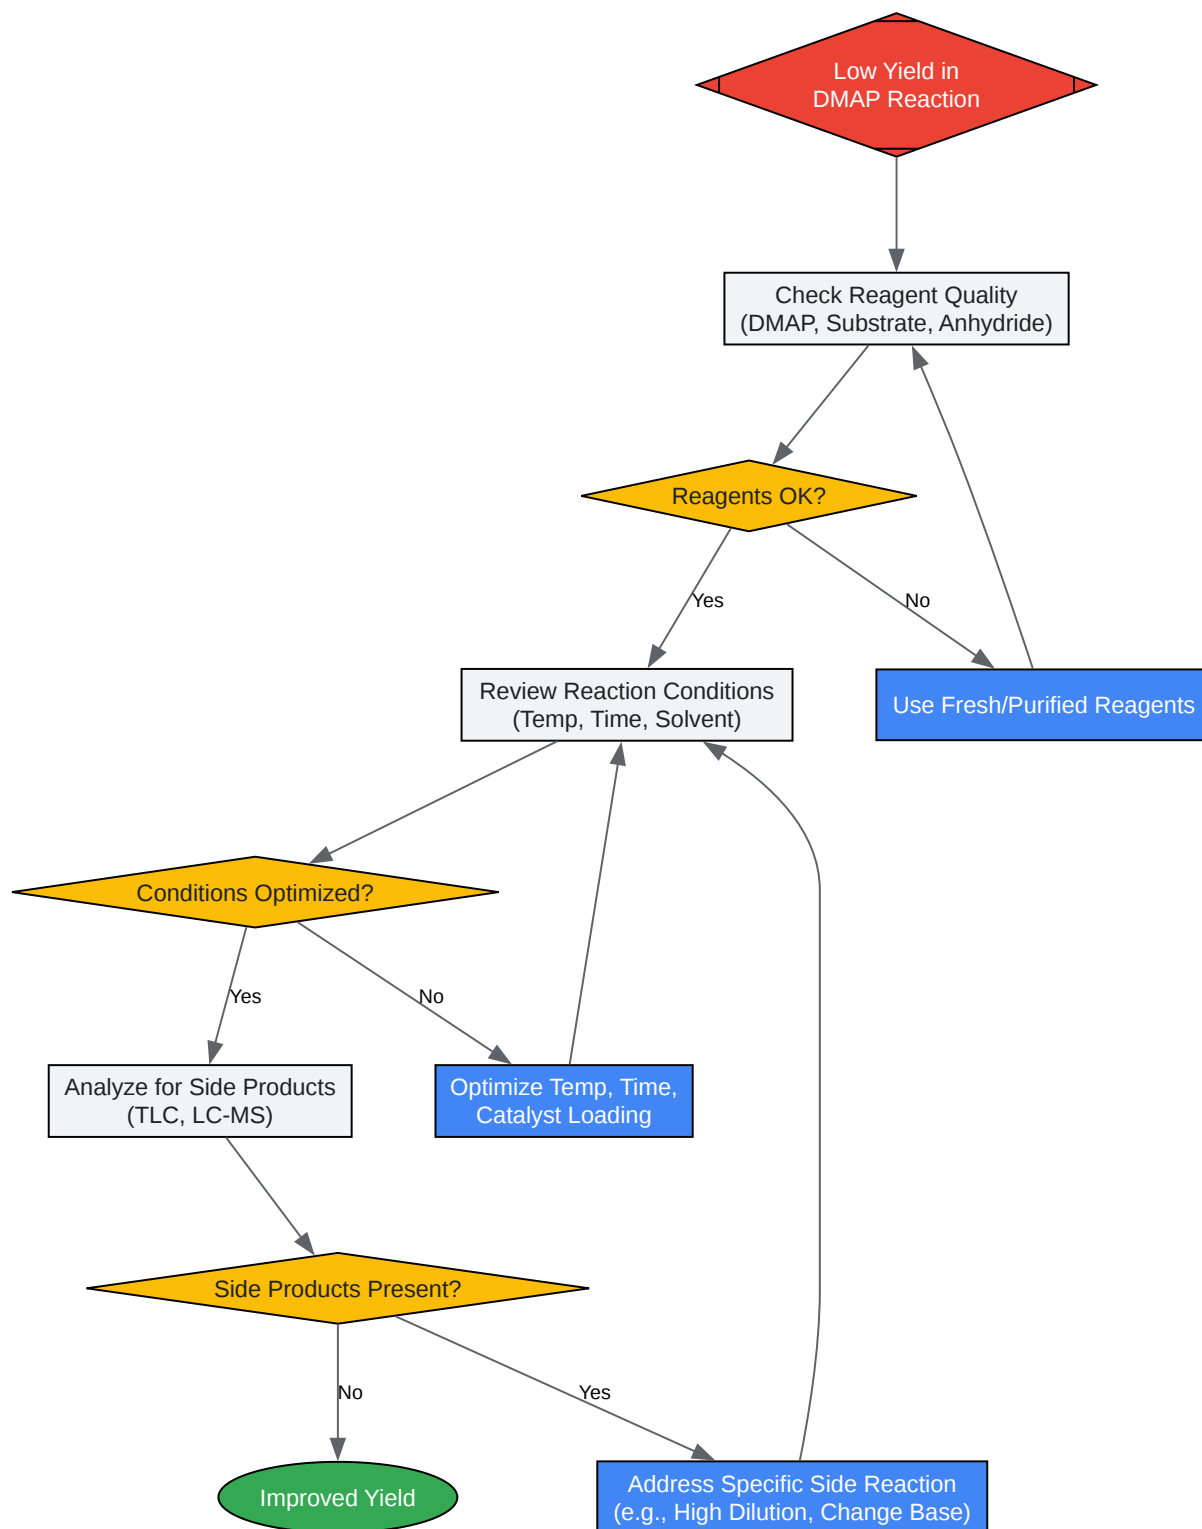 Low Yield in
DMAP Reaction
Check Reagent Quality
(DMAP, Substrate, Anhydride)
Reagents OK?
Yes
No
Review Reaction Conditions
(Temp, Time, Solvent)
Use Fresh/Purified Reagents
Conditions Optimized?
Yes
No
Analyze for Side Products
(TLC, LC-MS)
Optimize Temp, Time,
Catalyst Loading
Side Products Present?
No
Yes
Improved Yield
Address Specific Side Reaction
(e.g., High Dilution, Change Base)